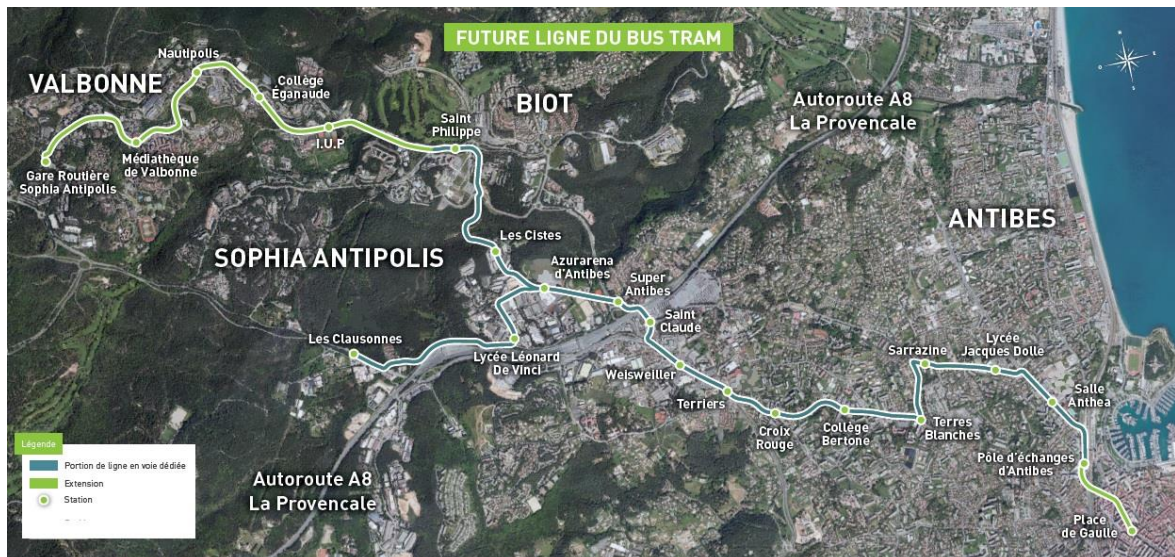 FUTURE LIGNE DU BUS TRAM
VALBONNE
Nautipolis
Collège
Éganaude
I.U.P
Saint
Philippe
BIOT
Autoroute A8
La Provencale
Médiathèque
de Valbonne
Gare Routière
Sophia Antipolis
SOPHIA ANTIPOLIS
Les Cistes
Azurarena
d'Antibes
Super
Antibes
Saint
Claude
ANTIBES
Les Clausonnes
Lycée Léonard
De Vinci
Weisweiller
Terriers
Croix
Rouge
Collège
Bertone
Sarrazine
Lycée
Jacques Dolle
Salle
Anthea
Terres
Blanches
Pôle d'échanges
d'Antibes
Place
de Gaulle
Autoroute A8
La Provencale
Légende
Portion de ligne en voie dédiée
Extension
Station